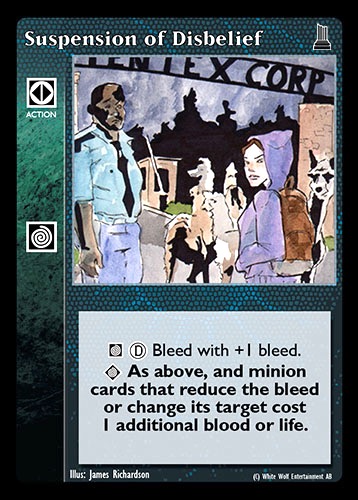 Suspension of Disbelief
ACTION
TENTEX CORP
D Bleed with +1 bleed.
As above, and minion
cards that reduce the bleed
or change its target cost
1 additional blood or life.
Illus: James Richardson
(C) White Wolf Entertainment AB